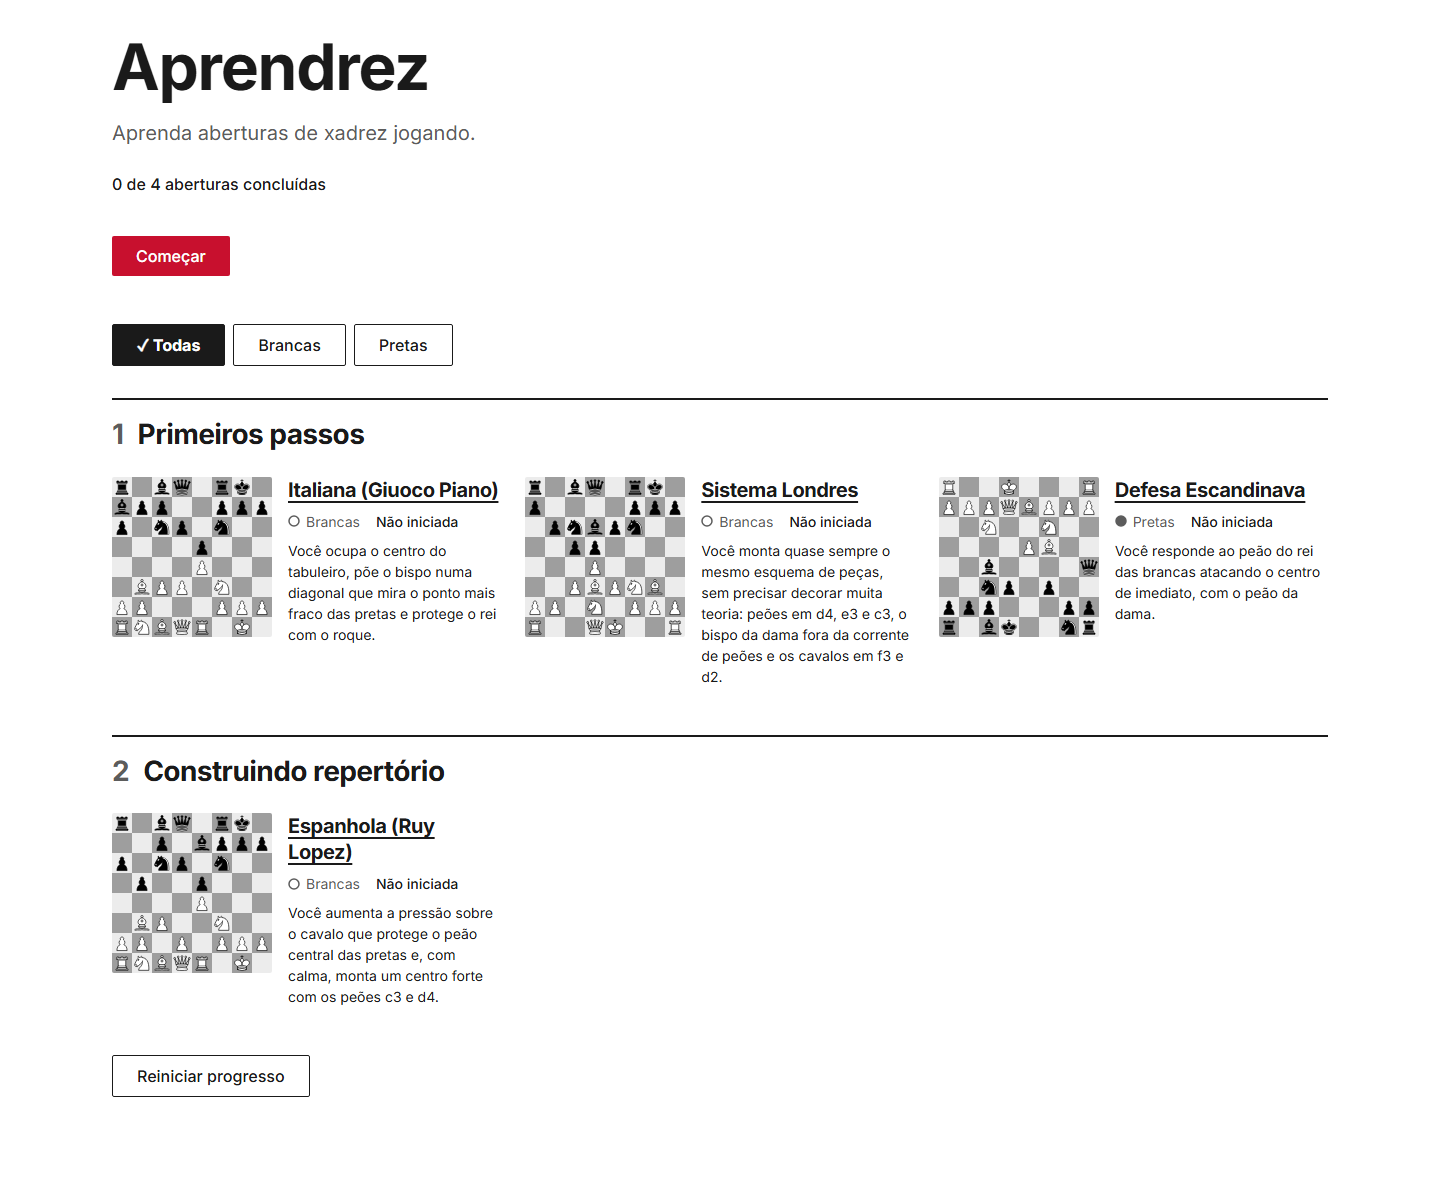 Aprendrez
Aprenda aberturas de xadrez jogando.
0 de 4 aberturas concluídas
Começar
✓ Todas
Brancas
Pretas
1 Primeiros passos
Italiana (Giuoco Piano)
Brancas Não iniciada
Você ocupa o centro do
tabuleiro, põe o bispo numa
diagonal que mira o ponto mais
fraco das pretas e protege o rei
com o roque.
Sistema Londres
Brancas Não iniciada
Você monta quase sempre o
mesmo esquema de peças,
sem precisar decorar muita
teoria: peões em d4, e3 e c3, o
bispo da dama fora da corrente
de peões e os cavalos em f3 e
d2.
Defesa Escandinava
Pretas Não iniciada
Você responde ao peão do rei
das brancas atacando o centro
de imediato, com o peão da
dama.
2 Construindo repertório
Espanhola (Ruy
Lopez)
Brancas Não iniciada
Você aumenta a pressão sobre
o cavalo que protege o peão
central das pretas e, com
calma, monta um centro forte
com os peões c3 e d4.
Reiniciar progresso